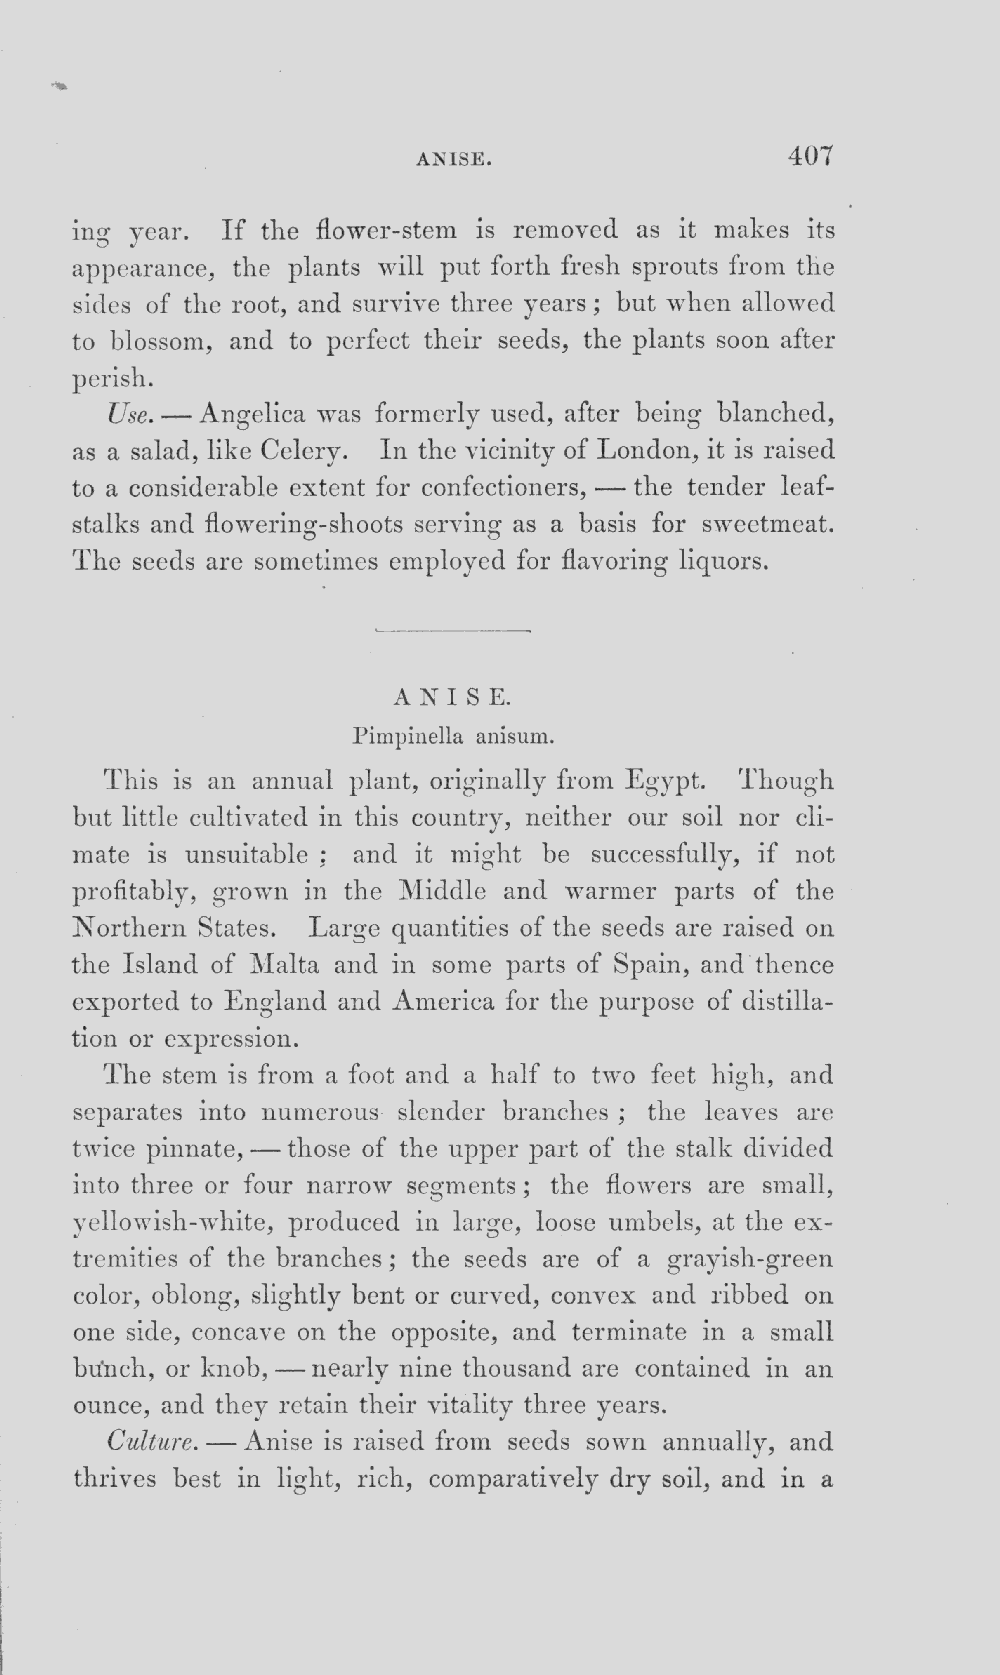 ANISE. 407
ing year. If the flower-stem is removed as it makes its
appearance, the plants will put forth fresh sprouts from the
sides of the root, and survive three years; but when allowed
to blossom, and to perfect their seeds, the plants soon after
perish.
Use. — Angelica was formerly used, after being blanched,
as a salad, like Celery. In the vicinity of London, it is raised
to a considerable extent for confectioners, — the tender leaf-
stalks and flowering-shoots serving as a basis for sweetmeat.
The seeds are sometimes employed for flavoring liquors.
ANISE.
Pimpinella anisum.
This is an annual plant, originally from Egypt. Though
but little cultivated in this country, neither our soil nor cli-
mate is unsuitable; and it might be successfully, if not
profitably, grown in the Middle and warmer parts of the
Northern States. Large quantities of the seeds are raised on
the Island of Malta and in some parts of Spain, and thence
exported to England and America for the purpose of distilla-
tion or expression.
The stem is from a foot and a half to two feet high, and
separates into numerous slender branches; the leaves are
twice pinnate, — those of the upper part of the stalk divided
into three or four narrow segments; the flowers are small,
yellowish-white, produced in large, loose umbels, at the ex-
tremities of the branches; the seeds are of a grayish-green
color, oblong, slightly bent or curved, convex and ribbed on
one side, concave on the opposite, and terminate in a small
bunch, or knob, — nearly nine thousand are contained in an
ounce, and they retain their vitality three years.
Culture. — Anise is raised from seeds sown annually, and
thrives best in light, rich, comparatively dry soil, and in a